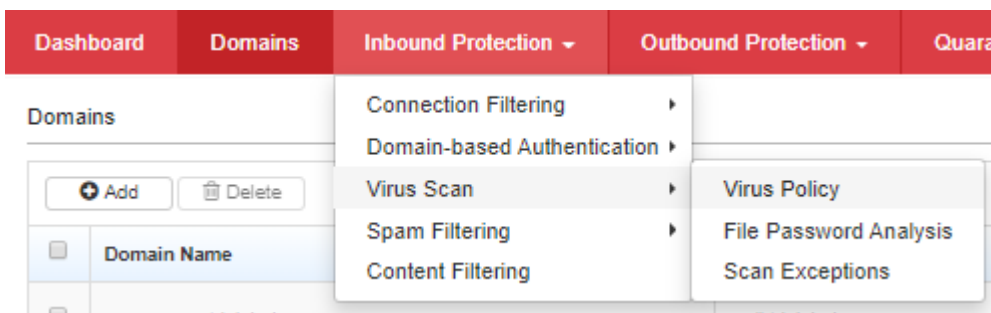 Dashboard Domains Inbound Protection Outbound Protection
Domains
Connection Filtering
Domain-based Authentication
Add Delete
Virus Scan Virus Policy
Spam Filtering File Password Analysis
Domain Name
Content Filtering Scan Exceptions